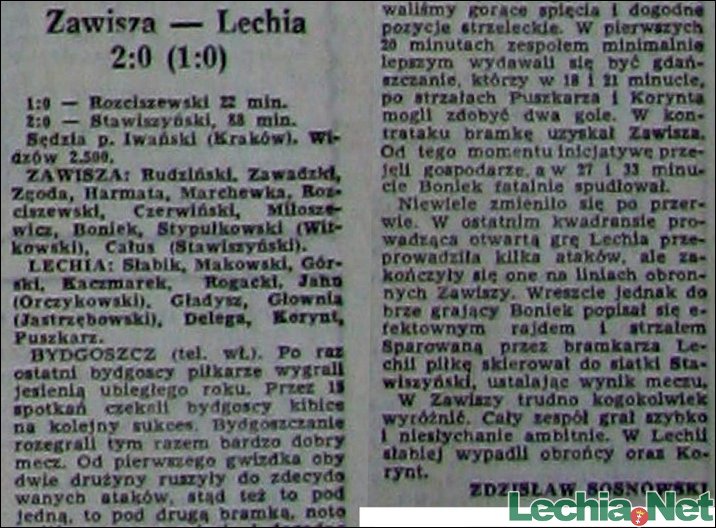 Zawisza — Lechia
2:0 (1:0)
1:0 — Rozciszewski 22 min.
2:0 — Stawiszyński, 88 min.
Sędzia p. Iwański (Kraków). Wi-
dzów 2.500.
ZAWISZA: Rudziński, Zawadzki,
Zgoda, Harmata, Marchewka, Roz-
ciszewski, Czerwiński, Miłosze-
wicz, Boniek, Stypułkowski (Wit-
kowski), Całus (Stawiszyński).
LECHIA: Słabik, Makowski, Gór-
ski, Kaczmarek, Rogacki, Jahn
(Orczykowski), Gładysz, Głownia
(Jastrzębowski), Delega, Korynt,
Puszkarz.
BYDGOSZCZ (tel. wł.). Po raz
ostatni bydgoscy piłkarze wygrali
jesienią ubiegłego roku. Przez 15
spotkań czekali bydgoscy kibice
na kolejny sukces. Bydgoszczanie
rozegrali tym razem bardzo dobry
mecz. Od pierwszego gwizdka oby
dwie drużyny ruszyły do zdecydo
wanych ataków, stąd też to pod
jedną, to pod drugą bramką, noto
waliśmy gorące spięcia i dogodne
pozycje strzeleckie. W pierwszych
20 minutach zespołem minimalnie
lepszym wydawali się być gdań-
szczanie, którzy w 18 i 21 minucie,
po strzałach Puszkarza i Korynta
mogli zdobyć dwa gole. W kon-
trataku bramkę uzyskał Zawisza.
Od tego momentu inicjatywę prze-
jęli gospodarze, a w 27 i 33 minu-
cie Boniek fatalnie spudłował.
Niewiele zmieniło się po przer-
wie. W ostatnim kwadransie pro-
wadząca otwartą grę Lechia prze-
prowadziła kilka ataków, ale za-
kończyły się one na liniach obron-
nych Zawiszy. Wreszcie jednak do
brze grający Boniek popisał się e-
fektownym rajdem i strzałem
Sparowaną przez bramkarza Le-
chii piłkę skierował do siatki Sta-
wiszyński, ustalając wynik meczu.
W Zawiszy trudno kogokolwiek
wyróżnić. Cały zespół grał szybko
i niesłychanie ambitnie. W Lechii
słabiej wypadli obrońcy oraz Ko-
rynt.
ZDZISŁAW SOSNOWSKI
Lechia.Net